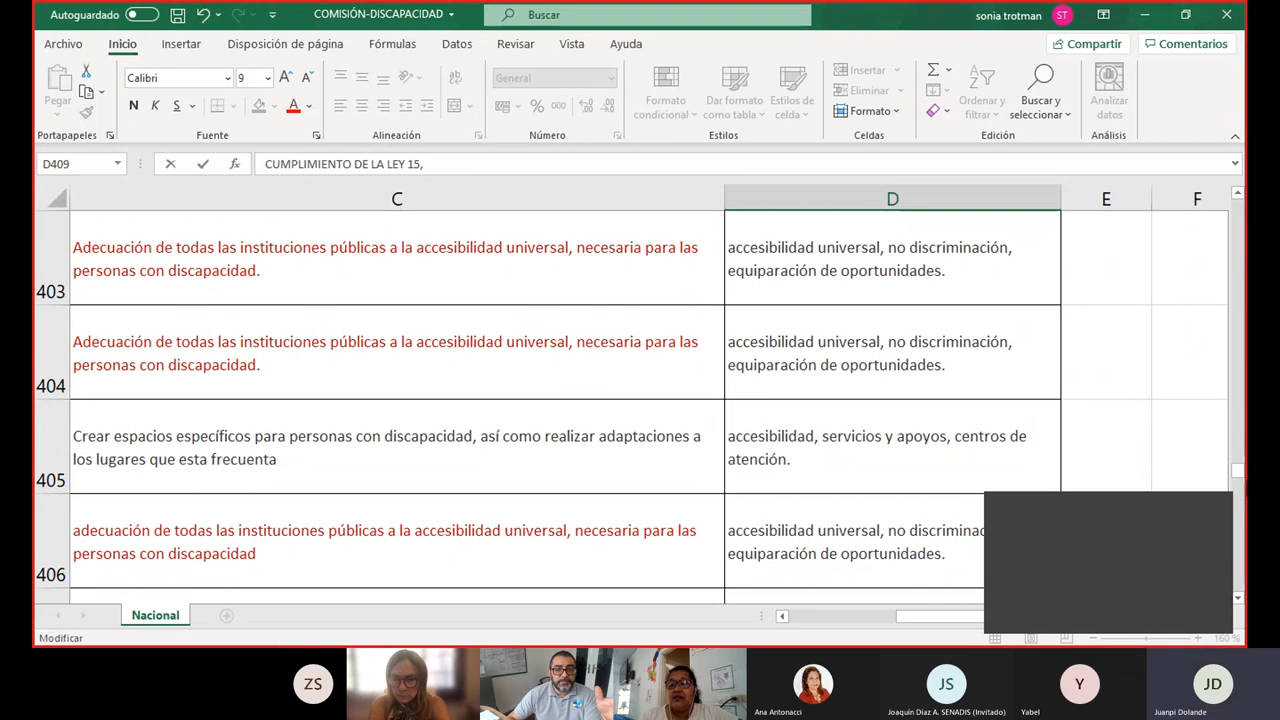 Autoguardado
COMISIÓN-DISCAPACIDAD
Buscar
sonia trotman
ST
Archivo
Inicio
Insertar
Disposición de página
Fórmulas
Datos
Revisar
Vista
Ayuda
Compartir
Comentarios
Pegar
Portapapeles
Calibri
9
N K S
Fuente
Alineación
General
% 000
Número
Formato
condicional
Dar formato
como tabla
Estilos de
celda
Estilos
Insertar
Eliminar
Formato
Celdas
Ordenar y
filtrar
Buscar y
seleccionar
Edición
Analizar
datos
Análisis
D409
fx
CUMPLIMIENTO DE LA LEY 15,
C D E F
403
Adecuación de todas las instituciones públicas a la accesibilidad universal, necesaria para las
personas con discapacidad.
accesibilidad universal, no discriminación,
equiparación de oportunidades.
404
Adecuación de todas las instituciones públicas a la accesibilidad universal, necesaria para las
personas con discapacidad.
accesibilidad universal, no discriminación,
equiparación de oportunidades.
405
Crear espacios específicos para personas con discapacidad, así como realizar adaptaciones a
los lugares que esta frecuenta
accesibilidad, servicios y apoyos, centros de
atención.
406
adecuación de todas las instituciones públicas a la accesibilidad universal, necesaria para las
personas con discapacidad
accesibilidad universal, no discrimina
equiparación de oportunidades.
Nacional
Modificar
160 %
ZS
Ana Antonacci
JS
Joaquín Díaz A. SENADIS (Invitado)
Y
Yabel
JD
Juanpi Dolande